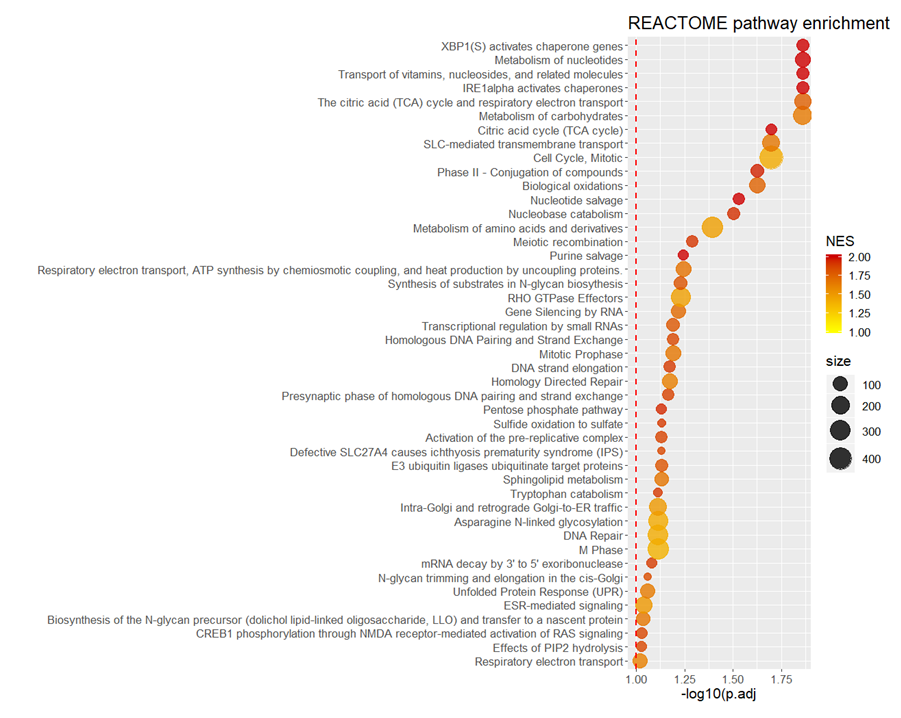 REACTOME pathway enrichment
XBP1(S) activates chaperone genes
Metabolism of nucleotides
Transport of vitamins, nucleosides, and related molecules
IRE1alpha activates chaperones
The citric acid (TCA) cycle and respiratory electron transport
Metabolism of carbohydrates
Citric acid cycle (TCA cycle)
SLC-mediated transmembrane transport
Cell Cycle, Mitotic
Phase II - Conjugation of compounds
Biological oxidations
Nucleotide salvage
Nucleobase catabolism
Metabolism of amino acids and derivatives
Meiotic recombination
Purine salvage
Respiratory electron transport, ATP synthesis by chemiosmotic coupling, and heat production by uncoupling proteins.
Synthesis of substrates in N-glycan biosythesis
RHO GTPase Effectors
Gene Silencing by RNA
Transcriptional regulation by small RNAs
Homologous DNA Pairing and Strand Exchange
Mitotic Prophase
DNA strand elongation
Homology Directed Repair
Presynaptic phase of homologous DNA pairing and strand exchange
Pentose phosphate pathway
Sulfide oxidation to sulfate
Activation of the pre-replicative complex
Defective SLC27A4 causes ichthyosis prematurity syndrome (IPS)
E3 ubiquitin ligases ubiquitinate target proteins
Sphingolipid metabolism
Tryptophan catabolism
Intra-Golgi and retrograde Golgi-to-ER traffic
Asparagine N-linked glycosylation
DNA Repair
M Phase
mRNA decay by 3' to 5' exoribonuclease
N-glycan trimming and elongation in the cis-Golgi
Unfolded Protein Response (UPR)
ESR-mediated signaling
Biosynthesis of the N-glycan precursor (dolichol lipid-linked oligosaccharide, LLO) and transfer to a nascent protein
CREB1 phosphorylation through NMDA receptor-mediated activation of RAS signaling
Effects of PIP2 hydrolysis
Respiratory electron transport
1.00 1.25 1.50 1.75
-log10(p.adj
NES
2.00
1.75
1.50
1.25
1.00
size
100
200
300
400